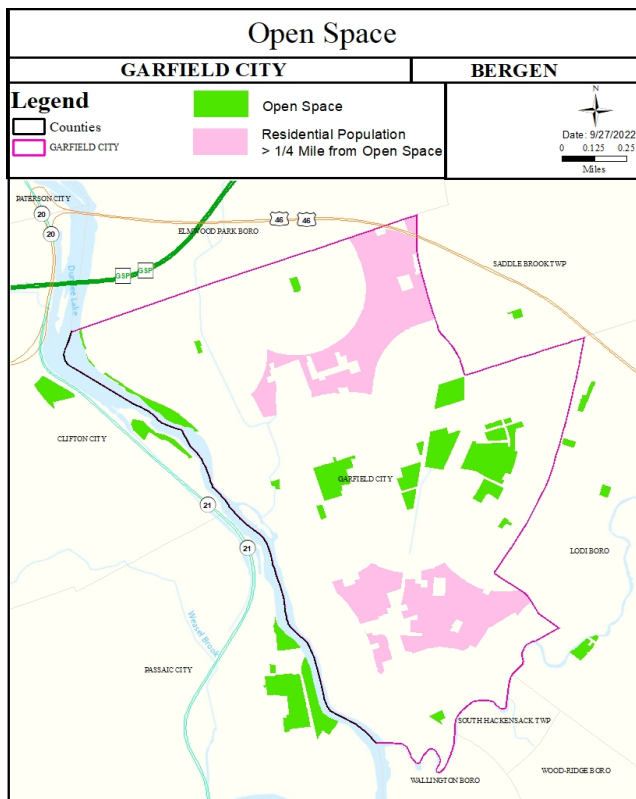 Open Space
GARFIELD CITY
BERGEN
Legend
Counties
GARFIELD CITY
Open Space
Residential Population
> 1/4 Mile from Open Space
N
Date: 9/27/2022
0 0.125 0.25
Miles
PATERSON CITY
20
20
46 46
ELMWOOD PARK BORO
GSP GSP
SADDLE BROOK TWP
Dundee Lake
CLIFTON CITY
GARFIELD CITY
21
21
LODI BORO
Weasel Brook
PASSAIC CITY
SOUTH HACKENSACK TWP
WOOD-RIDGE BORO
WALLINGTON BORO